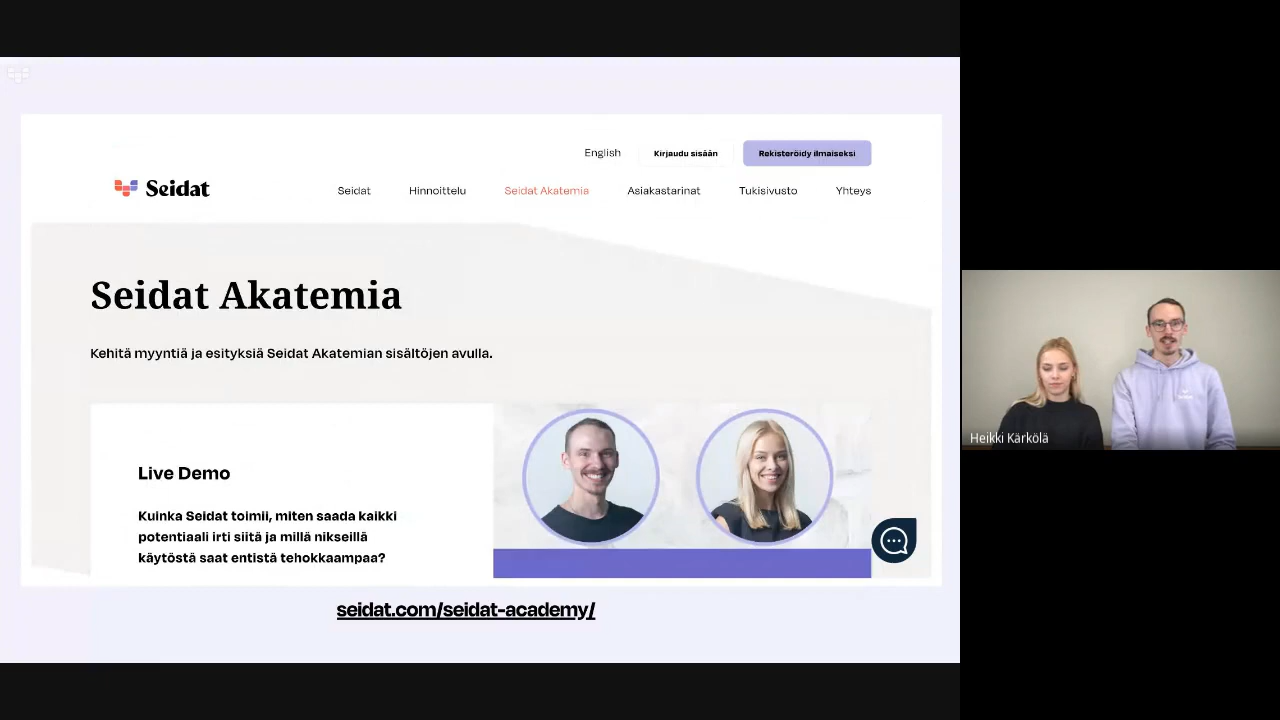 English
Kirjaudu sisään
Rekisteröidy ilmaiseksi
Seidat
Seidat
Hinnoittelu
Seidat Akatemia
Asiakastarinat
Tukisivusto
Yhteys
Seidat Akatemia
Kehitä myyntiä ja esityksiä Seidat Akatemian sisältöjen avulla.
Live Demo
Kuinka Seidat toimii, miten saada kaikki
potentiaali irti siitä ja millä nikseillä
käytöstä saat entistä tehokkaampaa?
seidat.com/seidat-academy/
Heikki Kärkölä